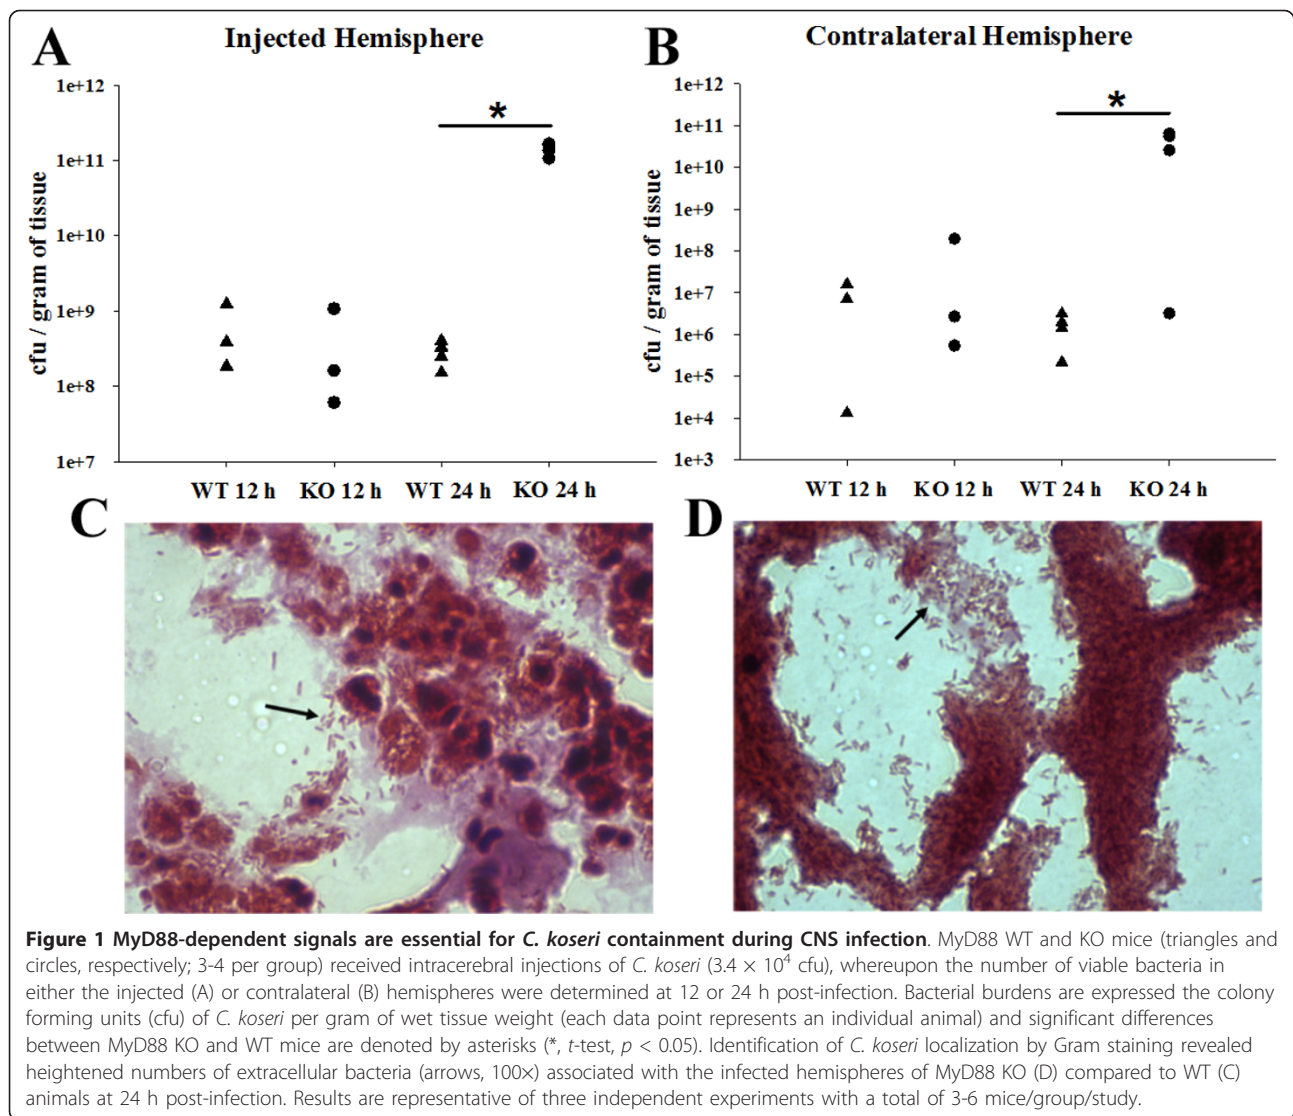 A
Injected Hemisphere
1e+12
1e+11
1e+10
1e+9
1e+8
1e+7
cfu / gram of tissue
*
WT 12 h KO 12 h WT 24 h KO 24 h
B
Contralateral Hemisphere
1e+12
1e+11
1e+10
1e+9
1e+8
1e+7
1e+6
1e+5
1e+4
1e+3
cfu / gram of tissue
*
WT 12 h KO 12 h WT 24 h KO 24 h
C
D
Figure 1 MyD88-dependent signals are essential for C. koseri containment during CNS infection. MyD88 WT and KO mice (triangles and
circles, respectively; 3-4 per group) received intracerebral injections of C. koseri (3.4 × 10⁴ cfu), whereupon the number of viable bacteria in
either the injected (A) or contralateral (B) hemispheres were determined at 12 or 24 h post-infection. Bacterial burdens are expressed the colony
forming units (cfu) of C. koseri per gram of wet tissue weight (each data point represents an individual animal) and significant differences
between MyD88 KO and WT mice are denoted by asterisks (*, t-test, p < 0.05). Identification of C. koseri localization by Gram staining revealed
heightened numbers of extracellular bacteria (arrows, 100×) associated with the infected hemispheres of MyD88 KO (D) compared to WT (C)
animals at 24 h post-infection. Results are representative of three independent experiments with a total of 3-6 mice/group/study.